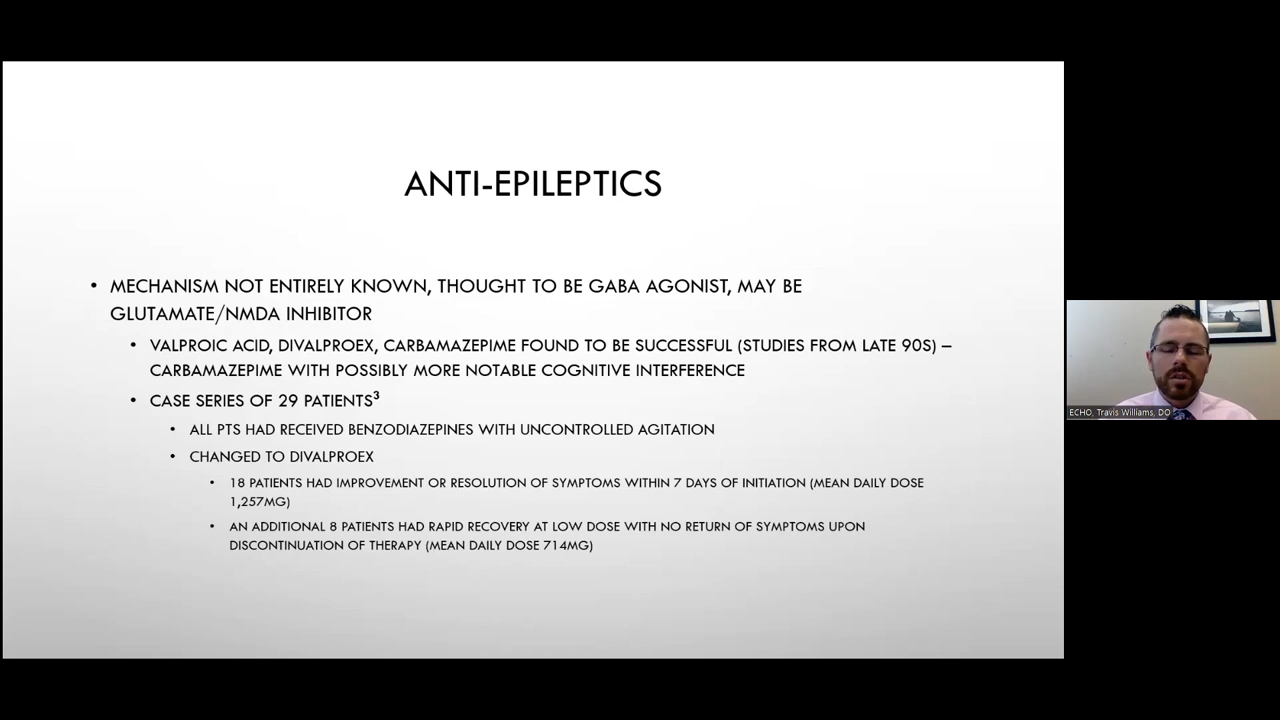 ANTI-EPILEPTICS
• MECHANISM NOT ENTIRELY KNOWN, THOUGHT TO BE GABA AGONIST, MAY BE
GLUTAMATE/NMDA INHIBITOR
• VALPROIC ACID, DIVALPROEX, CARBAMAZEPIME FOUND TO BE SUCCESSFUL (STUDIES FROM LATE 90S) –
CARBAMAZEPIME WITH POSSIBLY MORE NOTABLE COGNITIVE INTERFERENCE
• CASE SERIES OF 29 PATIENTS³
• ALL PTS HAD RECEIVED BENZODIAZEPINES WITH UNCONTROLLED AGITATION
• CHANGED TO DIVALPROEX
• 18 PATIENTS HAD IMPROVEMENT OR RESOLUTION OF SYMPTOMS WITHIN 7 DAYS OF INITIATION (MEAN DAILY DOSE
1,257MG)
• AN ADDITIONAL 8 PATIENTS HAD RAPID RECOVERY AT LOW DOSE WITH NO RETURN OF SYMPTOMS UPON
DISCONTINUATION OF THERAPY (MEAN DAILY DOSE 714MG)
ECHO, Travis Williams, DO